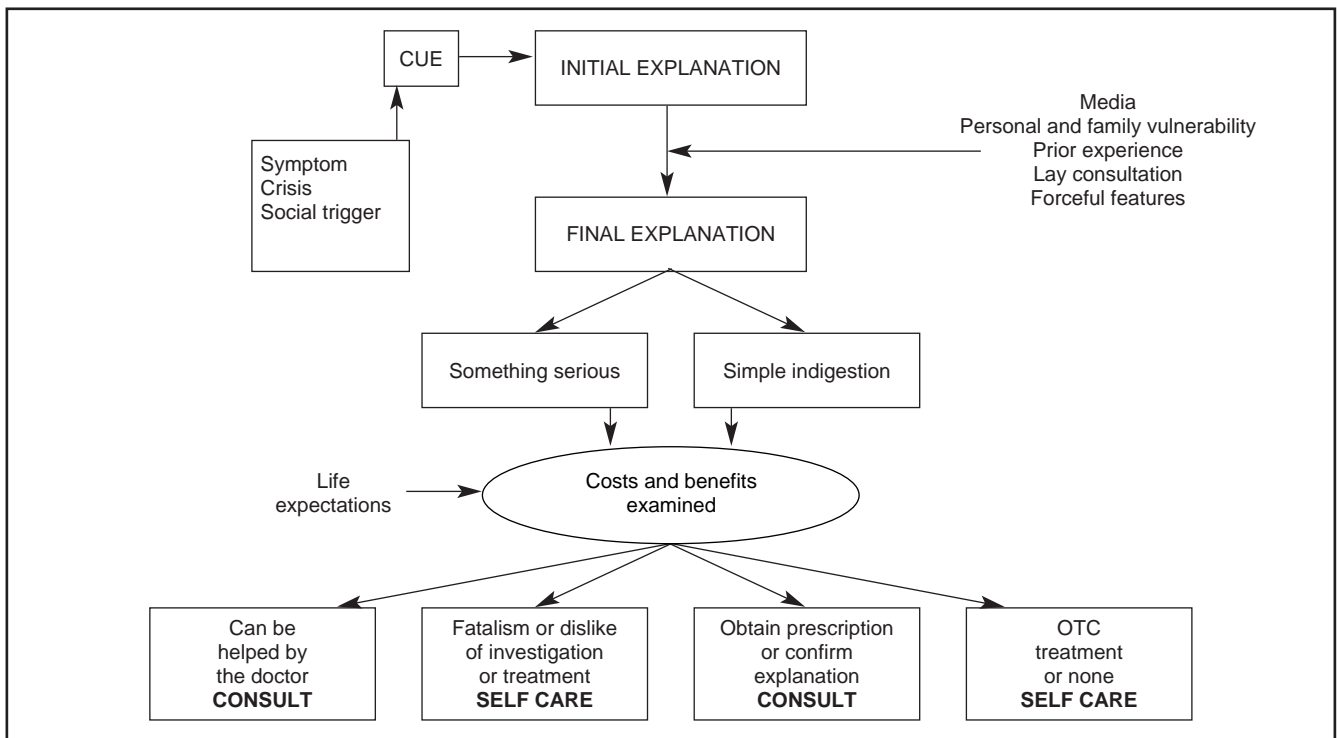 CUE
INITIAL EXPLANATION
Symptom
Crisis
Social trigger
Media
Personal and family vulnerability
Prior experience
Lay consultation
Forceful features
FINAL EXPLANATION
Something serious
Simple indigestion
Life
expectations
Costs and benefits
examined
Can be
helped by
the doctor
CONSULT
Fatalism or dislike
of investigation
or treatment
SELF CARE
Obtain prescription
or confirm
explanation
CONSULT
OTC
treatment
or none
SELF CARE